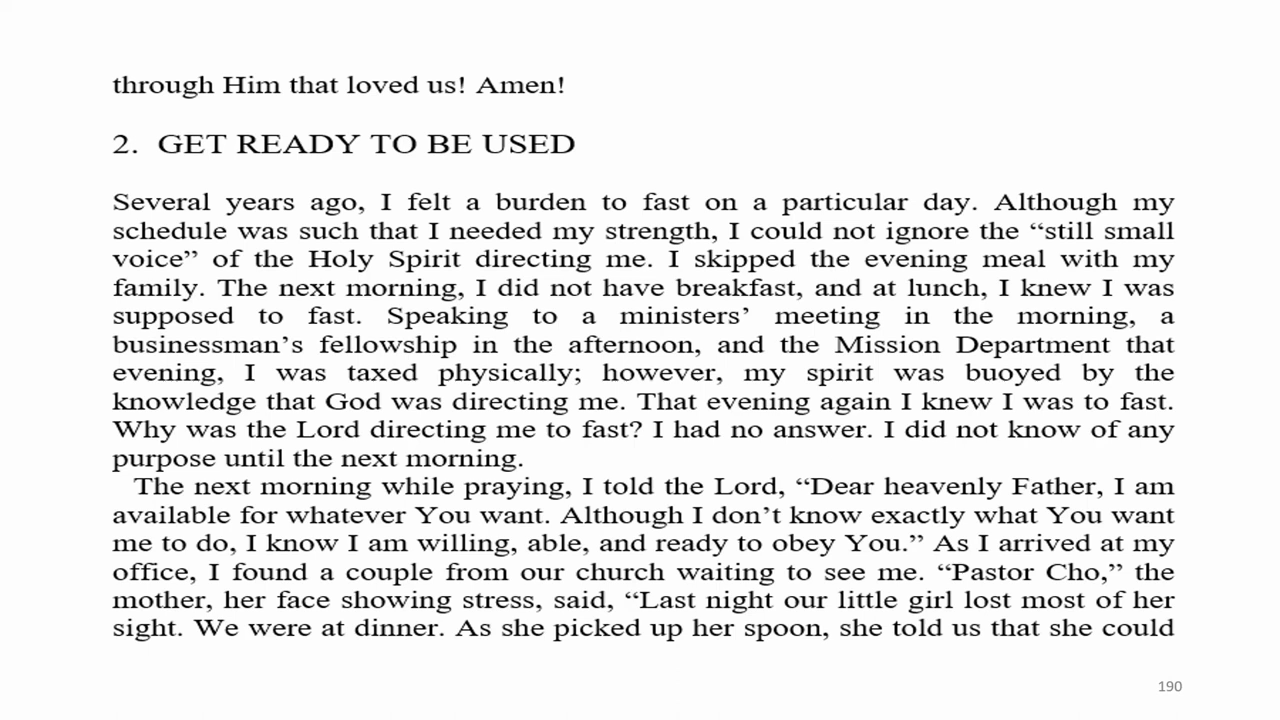 through Him that loved us! Amen!
2. GET READY TO BE USED
Several years ago, I felt a burden to fast on a particular day. Although my
schedule was such that I needed my strength, I could not ignore the “still small
voice” of the Holy Spirit directing me. I skipped the evening meal with my
family. The next morning, I did not have breakfast, and at lunch, I knew I was
supposed to fast. Speaking to a ministers’ meeting in the morning, a
businessman’s fellowship in the afternoon, and the Mission Department that
evening, I was taxed physically; however, my spirit was buoyed by the
knowledge that God was directing me. That evening again I knew I was to fast.
Why was the Lord directing me to fast? I had no answer. I did not know of any
purpose until the next morning.
The next morning while praying, I told the Lord, “Dear heavenly Father, I am
available for whatever You want. Although I don’t know exactly what You want
me to do, I know I am willing, able, and ready to obey You.” As I arrived at my
office, I found a couple from our church waiting to see me. “Pastor Cho,” the
mother, her face showing stress, said, “Last night our little girl lost most of her
sight. We were at dinner. As she picked up her spoon, she told us that she could
190